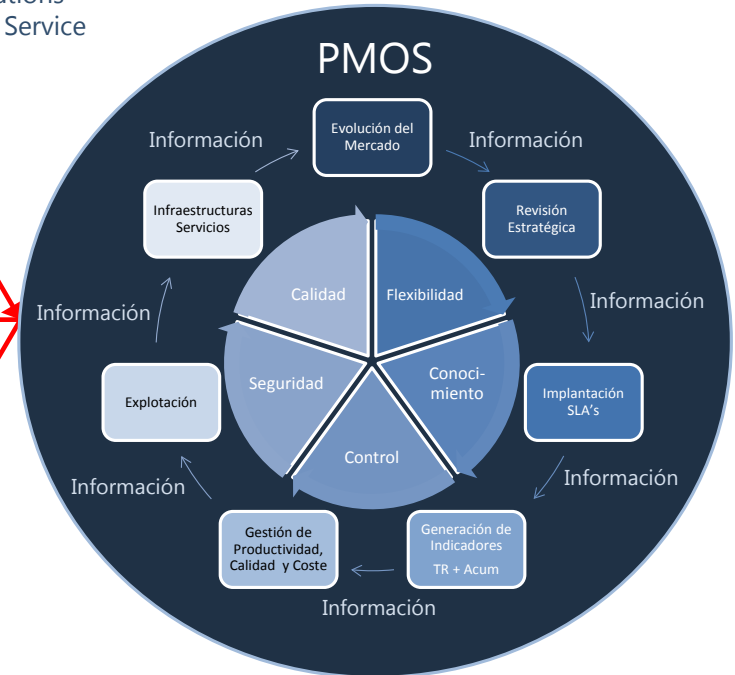 Service
PMOS
Evolución del
Mercado
Información
Información
Infraestructuras
Servicios
Revisión
Estratégica
Calidad
Flexibilidad
Información
Información
Seguridad
Conoci-
miento
Explotación
Implantación
SLA's
Control
Información
Información
Gestión de
Productividad,
Calidad y Coste
Generación de
Indicadores
TR + Acum
Información